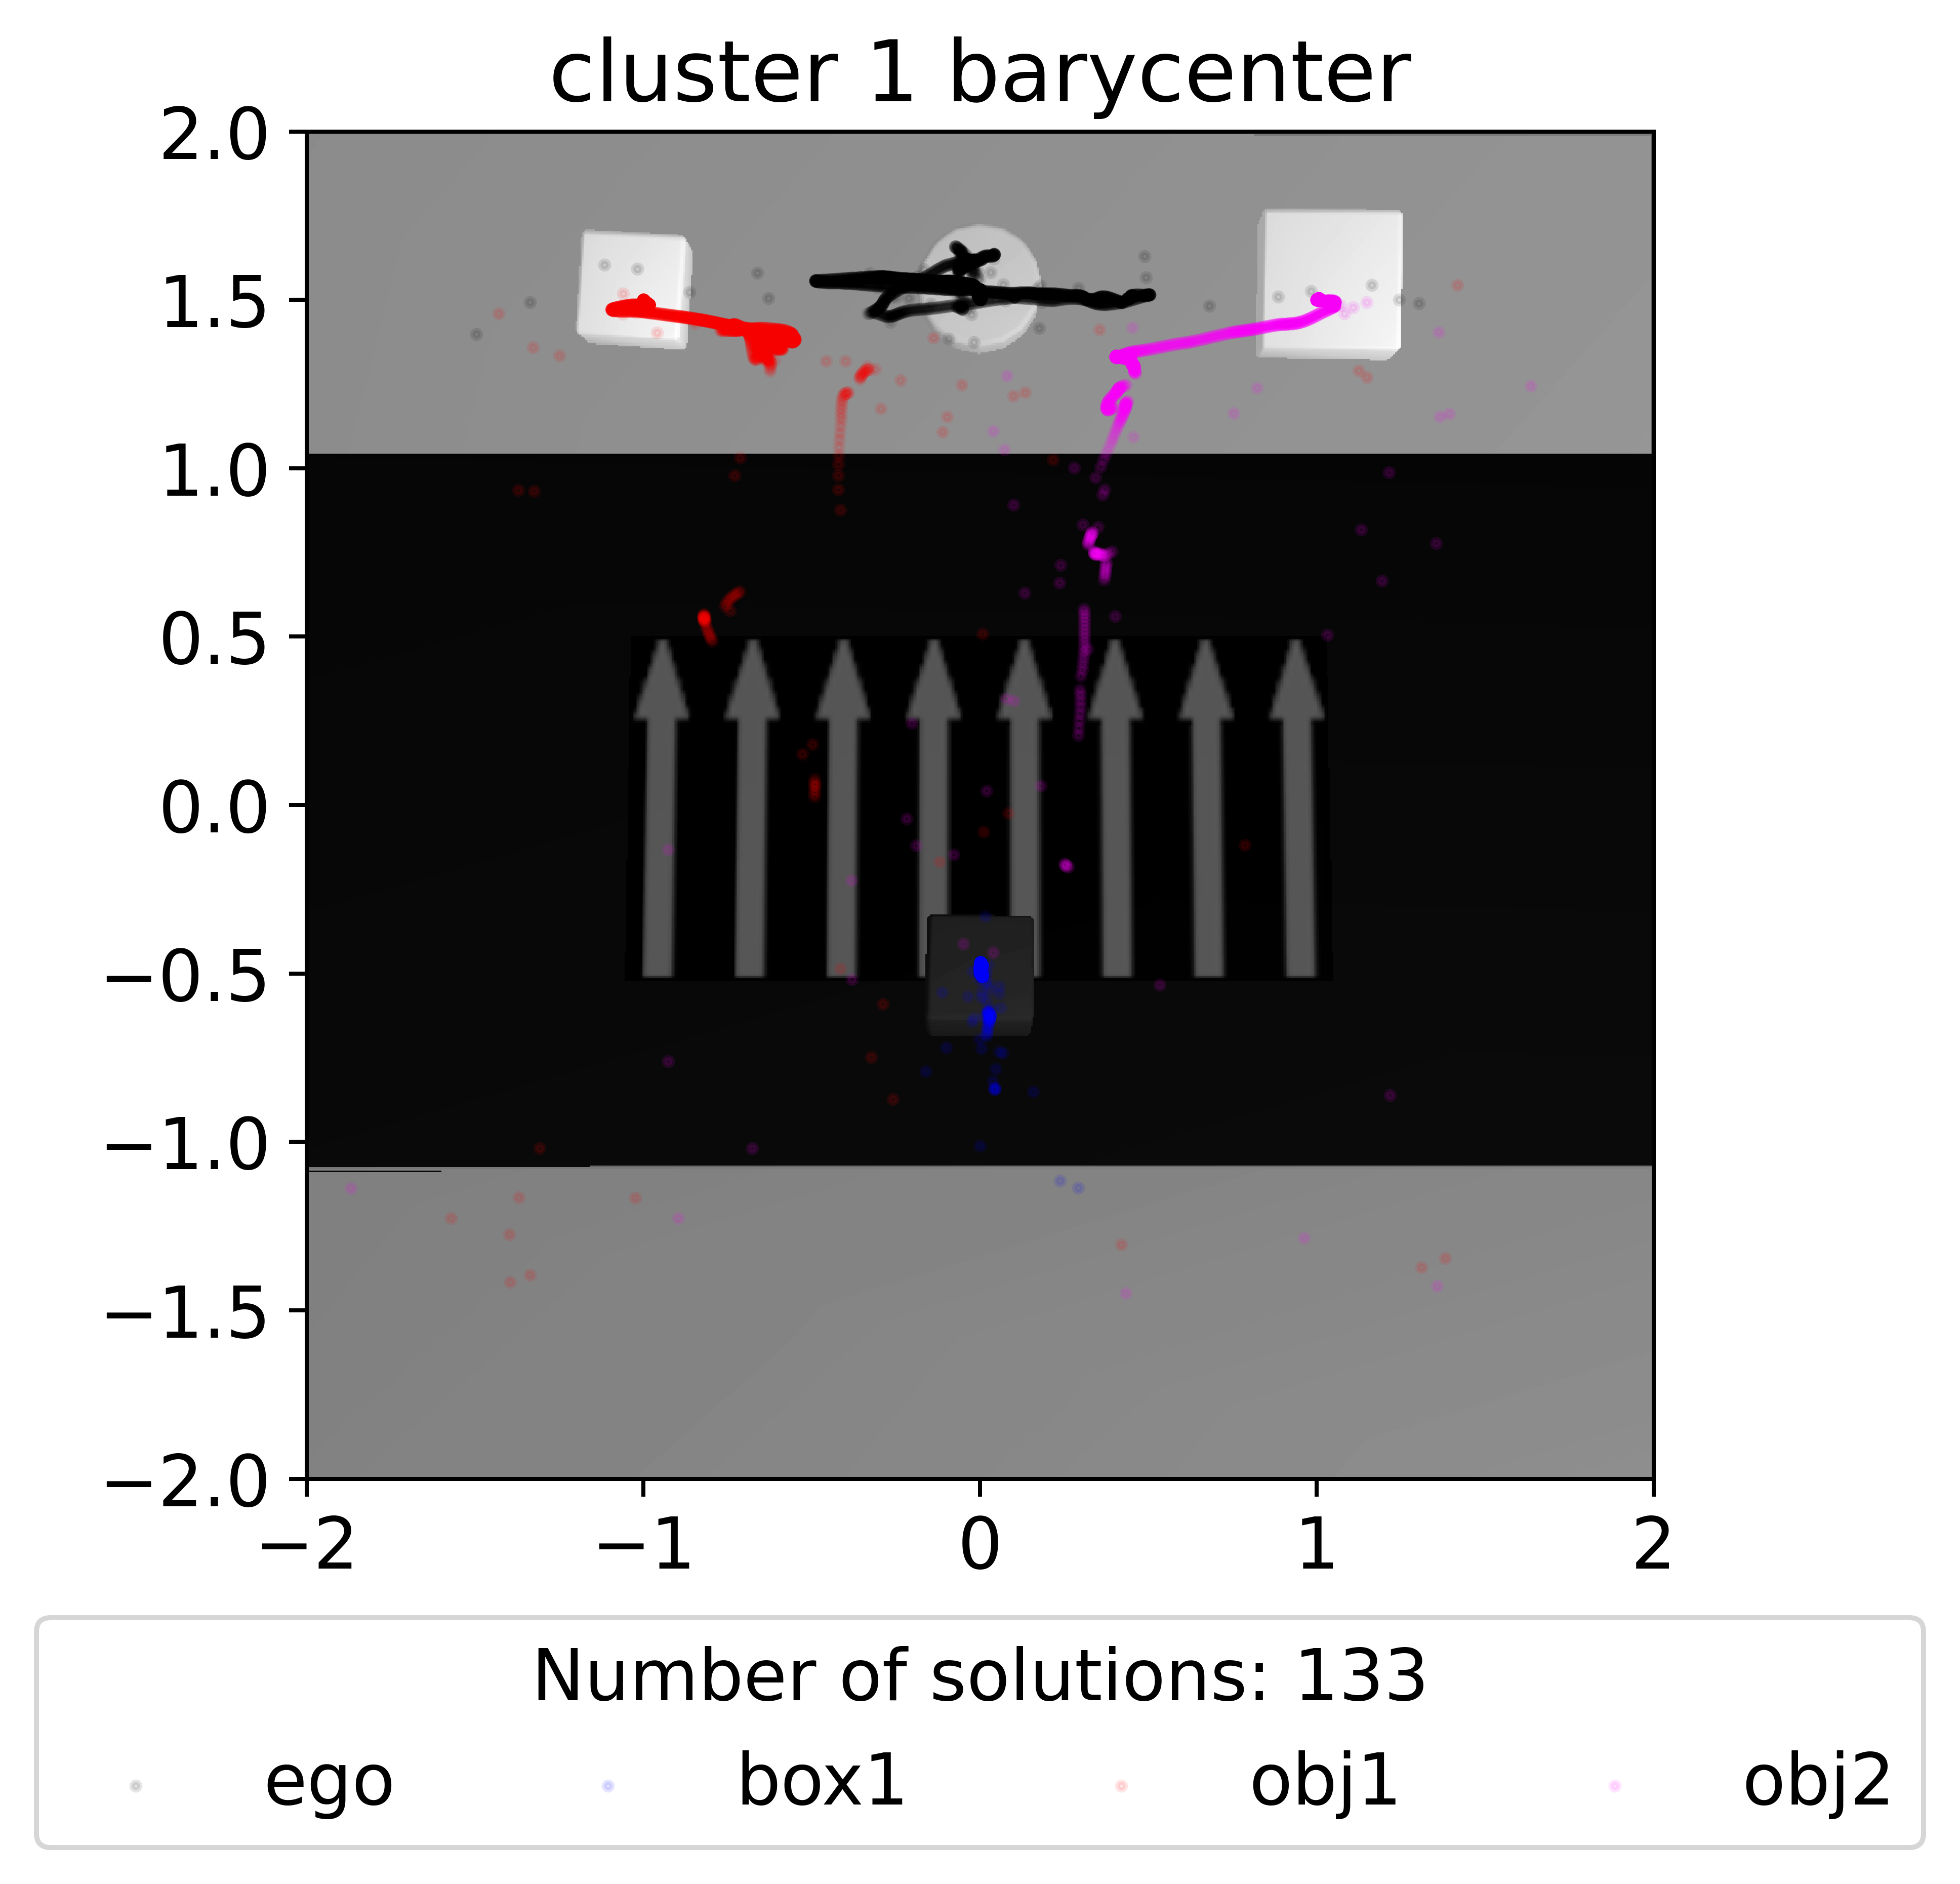 cluster 1 barycenter
2.0
1.5
1.0
0.5
0.0
−0.5
−1.0
−1.5
−2.0
−2 −1 0 1 2
Number of solutions: 133
ego box1 obj1 obj2